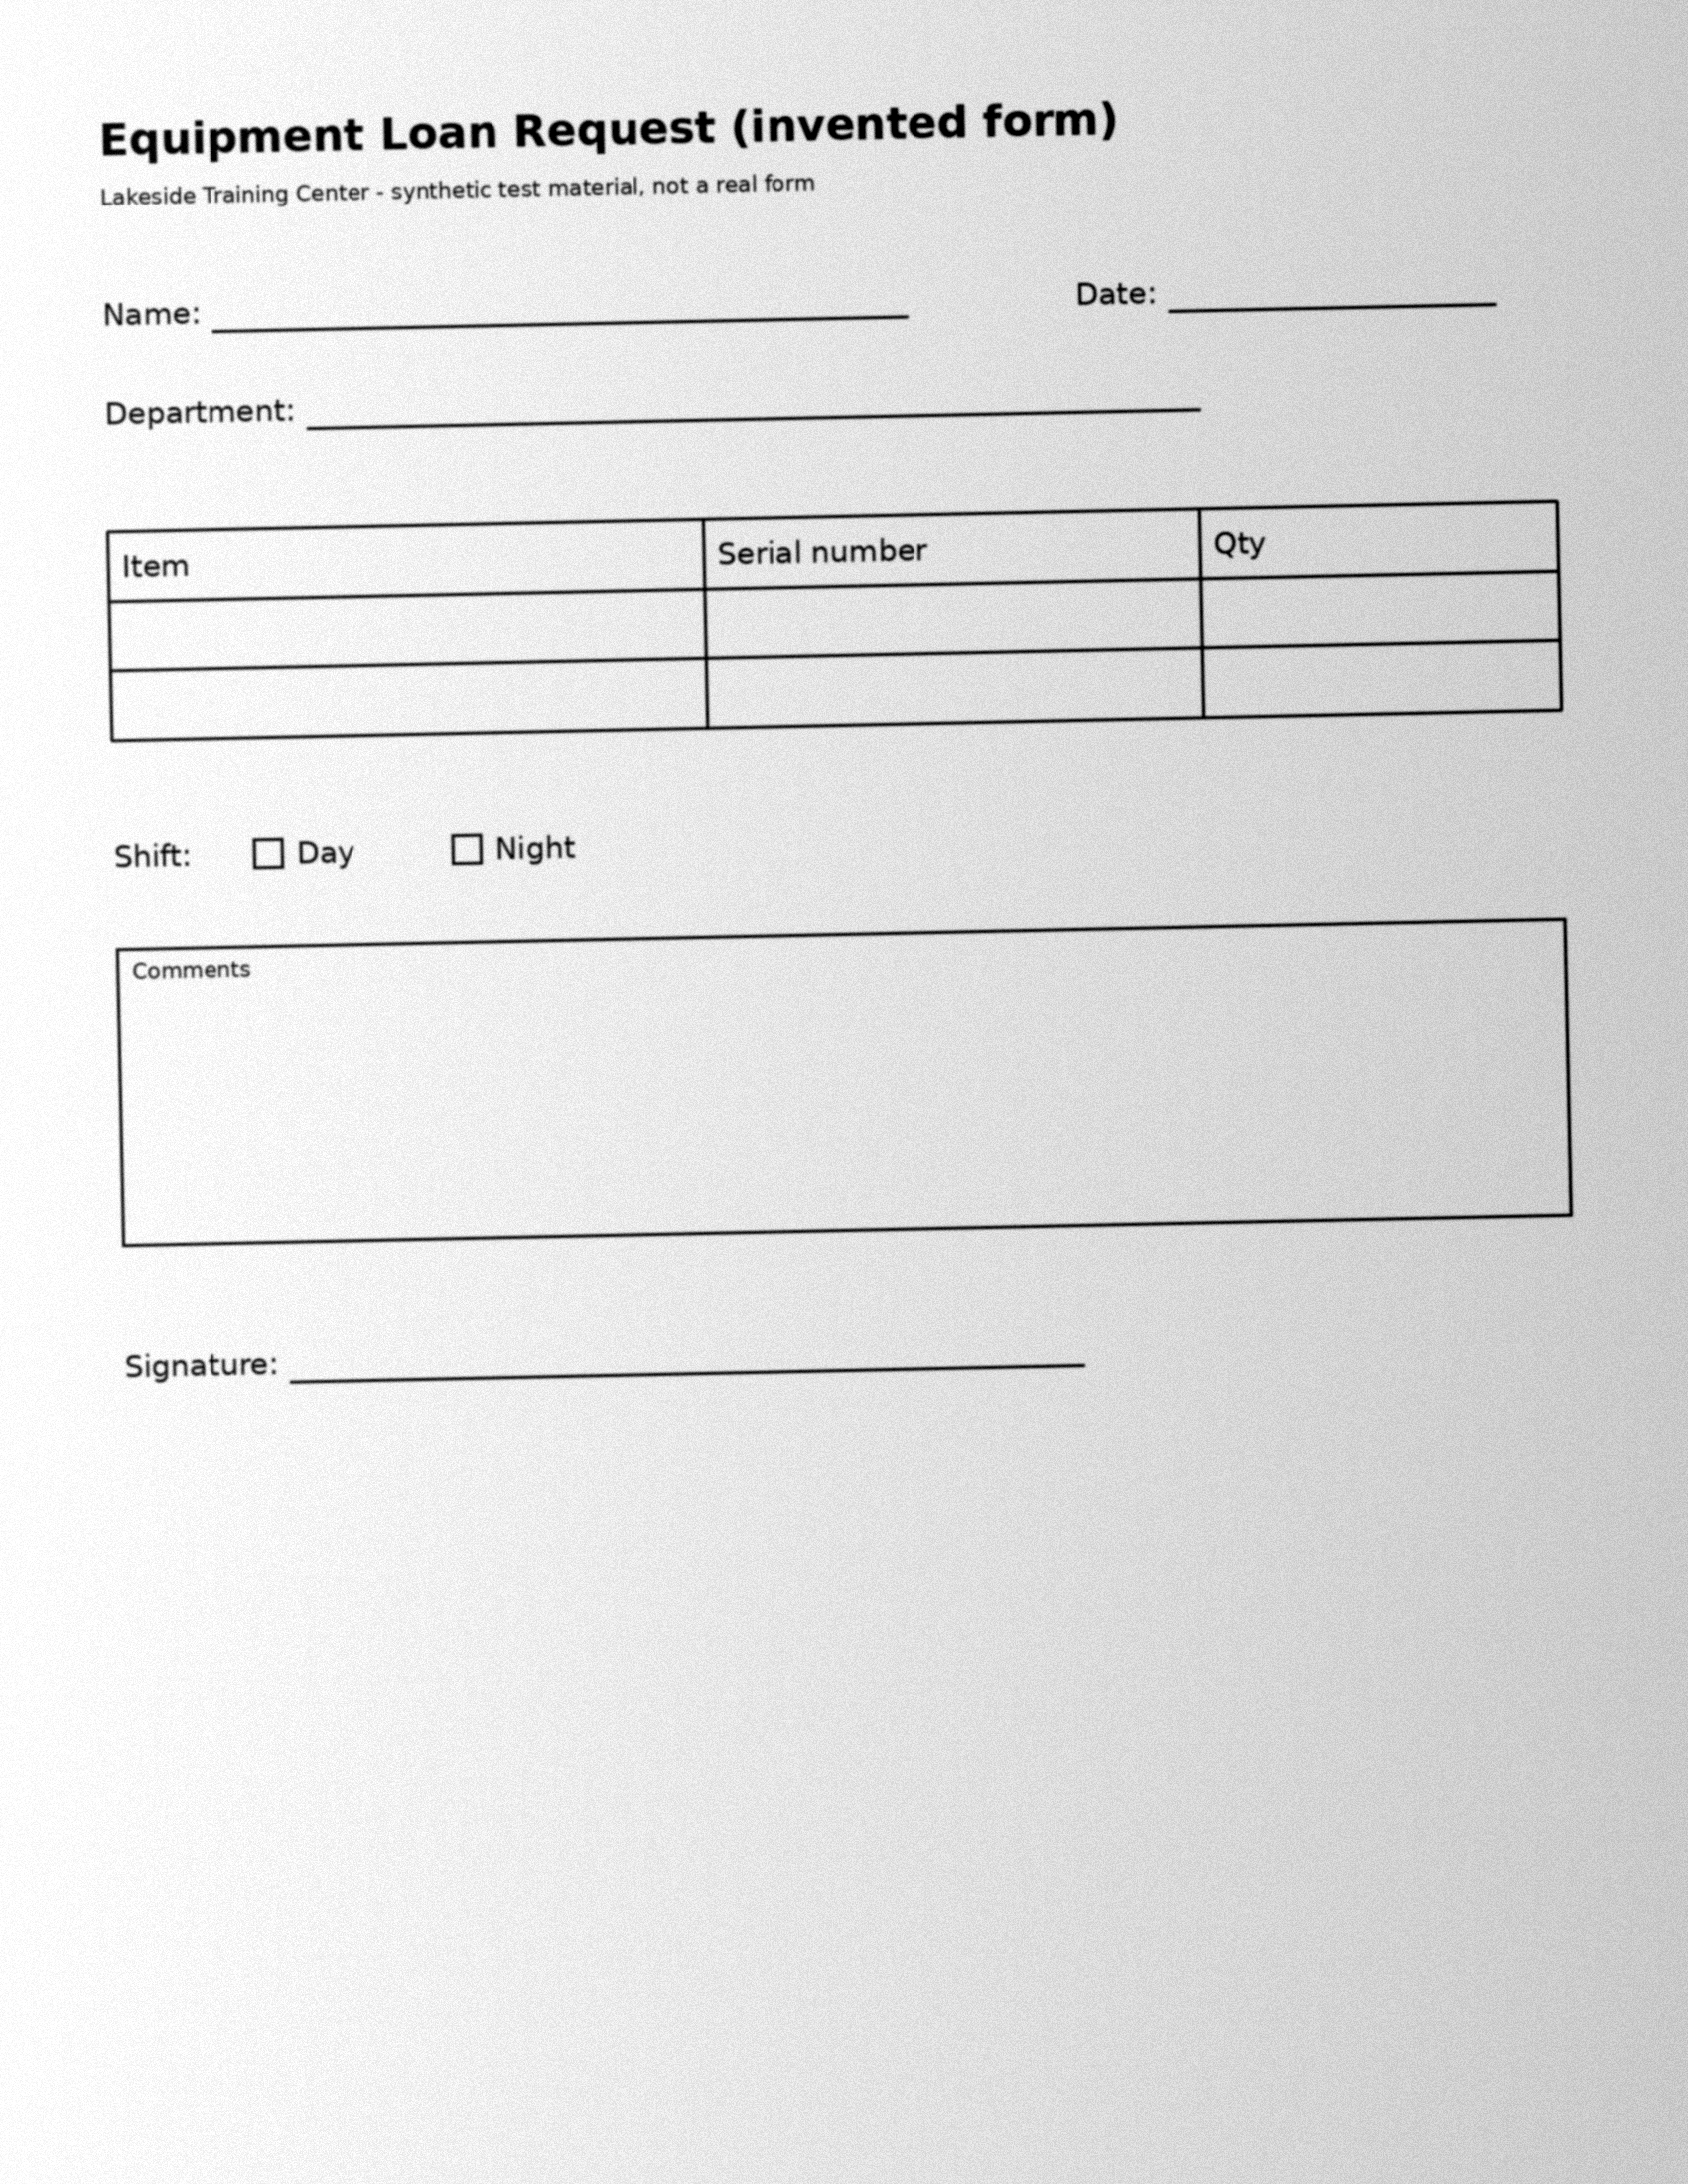 Equipment Loan Request (invented form)
Lakeside Training Center - synthetic test material, not a real form
Name: Date:
Department:
Item Serial number Qty
Shift: Day Night
Comments
Signature: